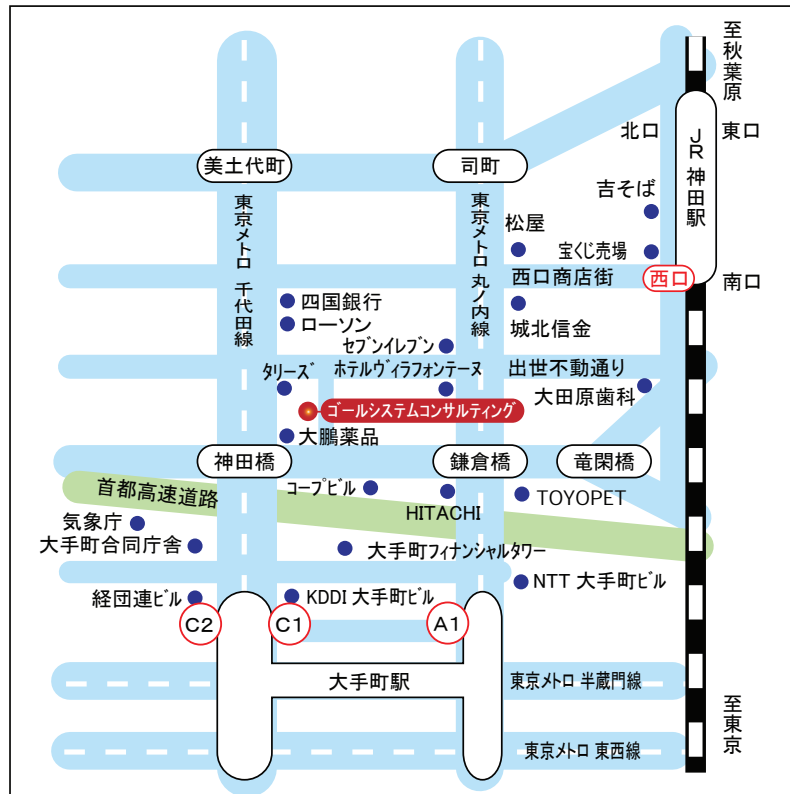 至秋葉原
北口
東口
JR 神田駅
美土代町
司町
吉そば
東京メトロ 千代田線
東京メトロ 丸ノ内線
松屋
宝くじ売場
西口商店街
西口
南口
四国銀行
ローソン
城北信金
セブンイレブン
タリーズ
ホテルヴィラフォンテーヌ
出世不動通り
大田原歯科
ゴールシステムコンサルティング
大鵬薬品
神田橋
鎌倉橋
竜閑橋
首都高速道路
コープビル
HITACHI
TOYOPET
気象庁
大手町合同庁舎
大手町フィナンシャルタワー
NTT 大手町ビル
経団連ビル
KDDI 大手町ビル
C2
C1
A1
大手町駅
東京メトロ 半蔵門線
至東京
東京メトロ 東西線